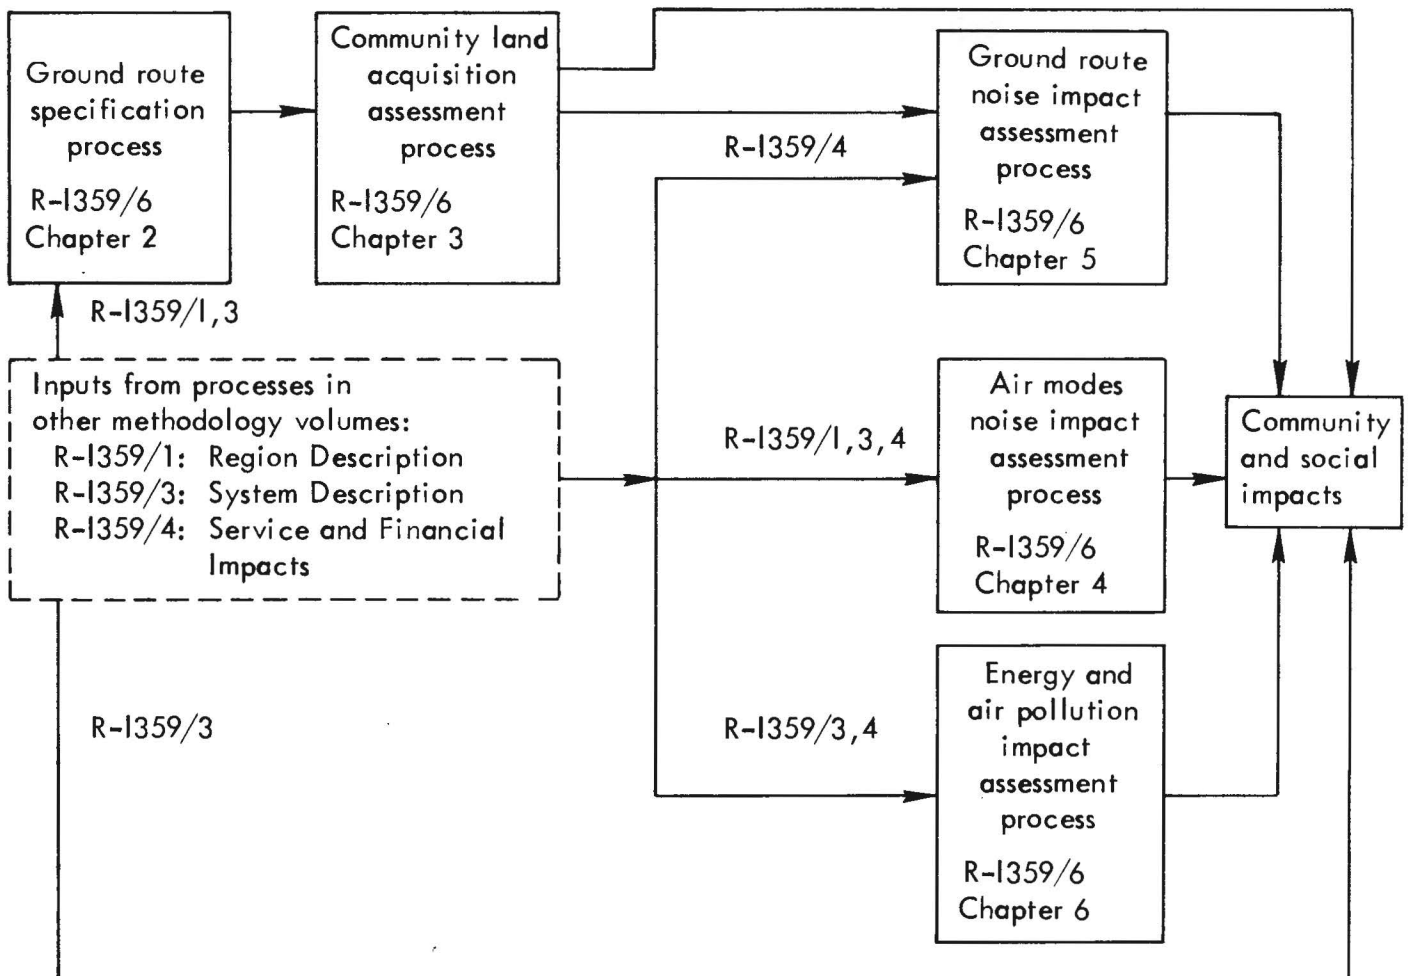 Ground route
specification
process
R-1359/6
Chapter 2
Community land
acquisition
assessment
process
R-1359/6
Chapter 3
Ground route
noise impact
assessment
process
R-1359/6
Chapter 5
R-1359/4
R-1359/1,3
Inputs from processes in
other methodology volumes:
R-1359/1: Region Description
R-1359/3: System Description
R-1359/4: Service and Financial
Impacts
R-1359/1,3,4
Air modes
noise impact
assessment
process
R-1359/6
Chapter 4
Community
and social
impacts
R-1359/3
R-1359/3,4
Energy and
air pollution
impact
assessment
process
R-1359/6
Chapter 6